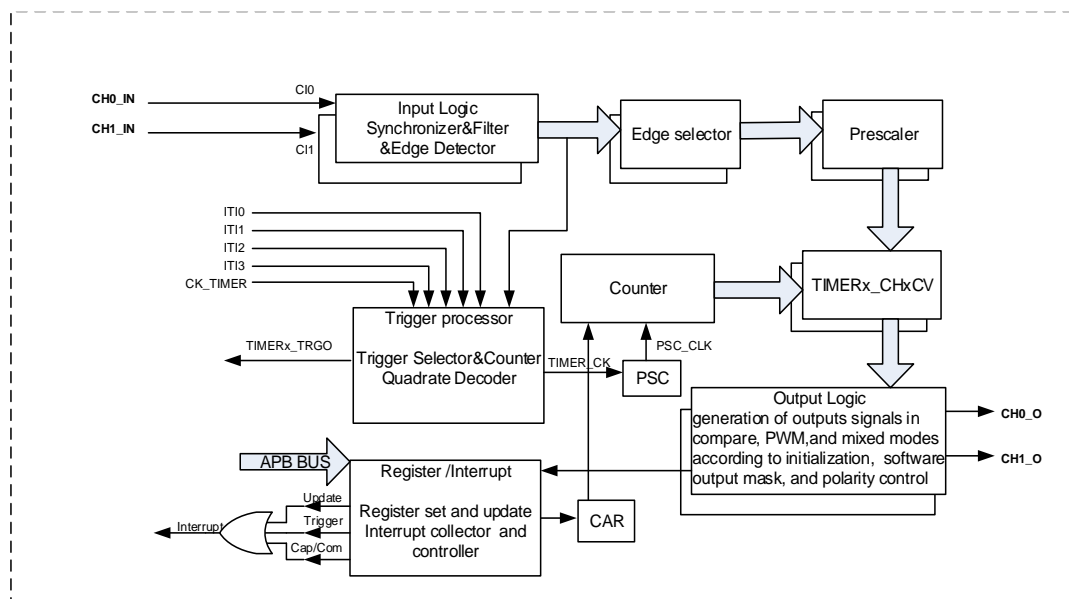 CH0_IN
CI0
CH1_IN
CI1
Input Logic
Synchronizer&Filter
&Edge Detector
Edge selector
Prescaler
ITI0
ITI1
ITI2
ITI3
CK_TIMER
Counter
TIMERx_CHxCV
Trigger processor
Trigger Selector&Counter
Quadrate Decoder
TIMERx_TRGO
TIMER_CK
PSC_CLK
PSC
Output Logic
generation of outputs signals in
compare, PWM,and mixed modes
according to initialization, software
output mask, and polarity control
CH0_O
CH1_O
APB BUS
Register /Interrupt
Register set and update
Interrupt collector and
controller
CAR
Update
Trigger
Cap/Com
Interrupt